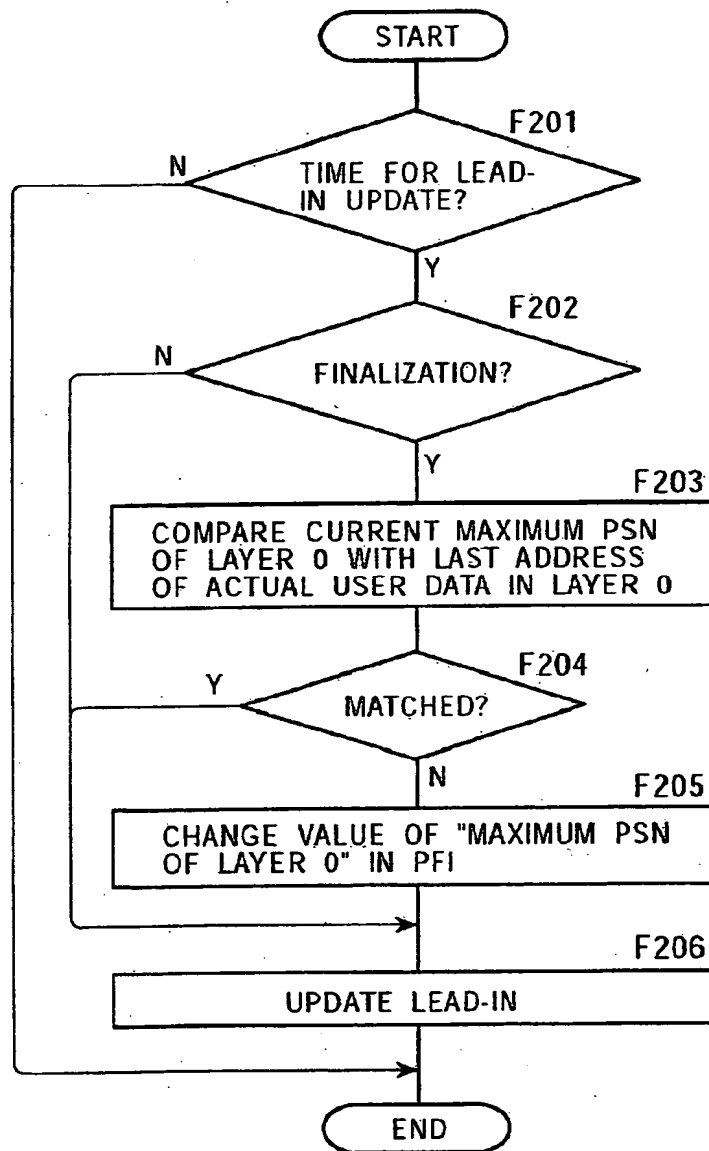 START
F201
N
TIME FOR LEAD-
IN UPDATE?
Y
F202
N
FINALIZATION?
Y
F203
COMPARE CURRENT MAXIMUM PSN
OF LAYER 0 WITH LAST ADDRESS
OF ACTUAL USER DATA IN LAYER 0
F204
Y
MATCHED?
N
F205
CHANGE VALUE OF "MAXIMUM PSN
OF LAYER 0" IN PFI
F206
UPDATE LEAD-IN
END